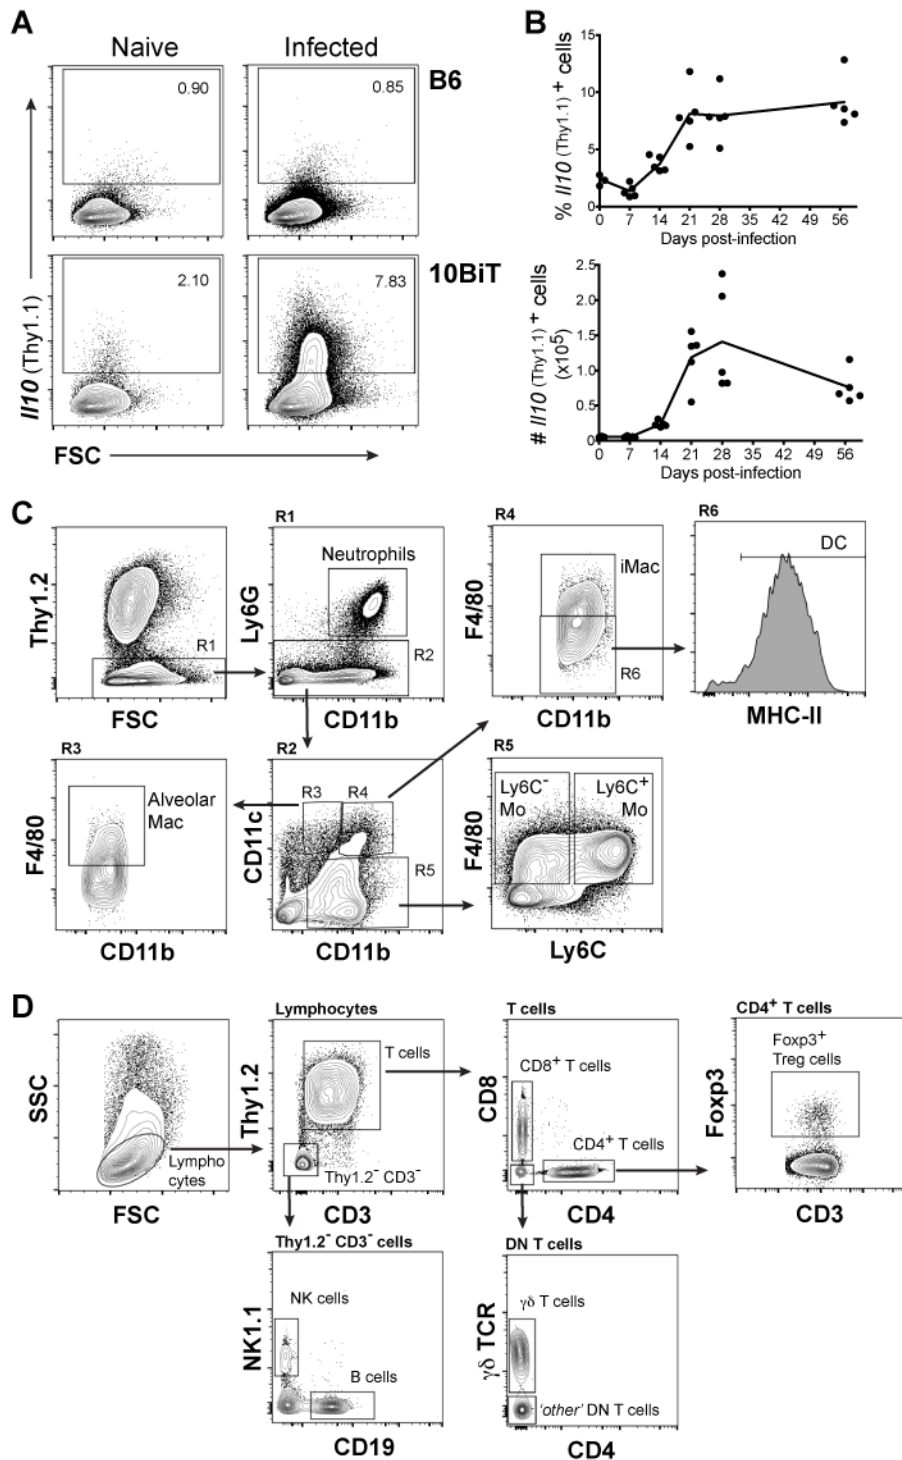 A
Naive
Infected
0.90
0.85
B6
2.10
7.83
10BiT
Il10 (Thy1.1)
FSC
B
15
10
5
0
0 7 14 21 28 35 42 49 56
Days post-infection
% Il10 (Thy1.1)+ cells
2.5
2.0
1.5
1.0
0.5
0
0 7 14 21 28 35 42 49 56
Days post-infection
# Il10 (Thy1.1)+ cells
(x10⁵)
C
Thy1.2
R1
FSC
R1
Neutrophils
Ly6G
R2
CD11b
R4
iMac
F4/80
R6
CD11b
R6
DC
MHC-II
R3
Alveolar
Mac
F4/80
CD11b
R2
R3
R4
CD11c
R5
CD11b
R5
Ly6C⁻
Mo
Ly6C⁺
Mo
F4/80
Ly6C
D
SSC
Lympho
cytes
FSC
Lymphocytes
T cells
Thy1.2
Thy1.2⁻ CD3⁻
CD3
T cells
CD8⁺ T cells
CD8
CD4⁺ T cells
CD4
CD4⁺ T cells
Foxp3⁺
Treg cells
Foxp3
CD3
Thy1.2⁻ CD3⁻ cells
NK cells
NK1.1
B cells
CD19
DN T cells
γδ T cells
γδ TCR
'other' DN T cells
CD4